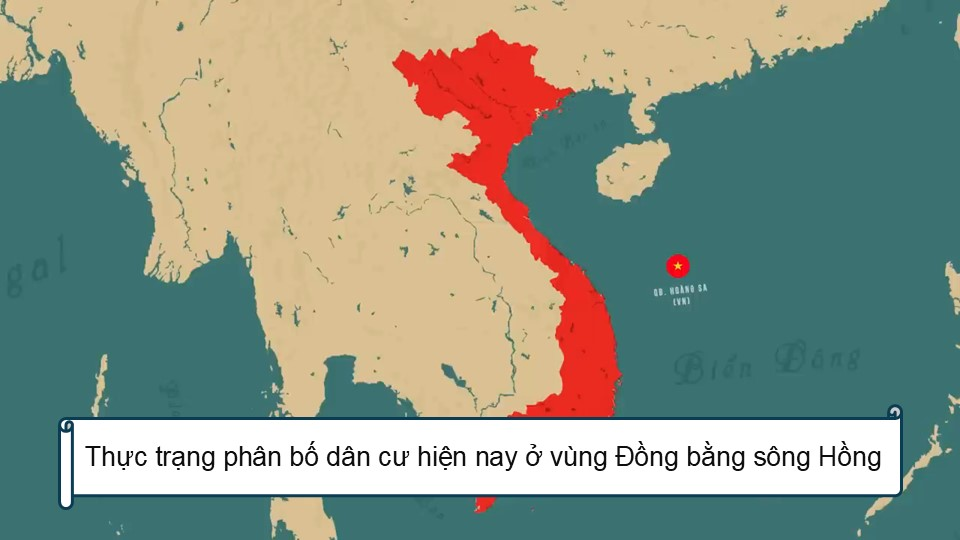 gal
QĐ. HOÀNG SA
(VN)
Biển Đông
Thực trạng phân bố dân cư hiện nay ở vùng Đồng bằng sông Hồng